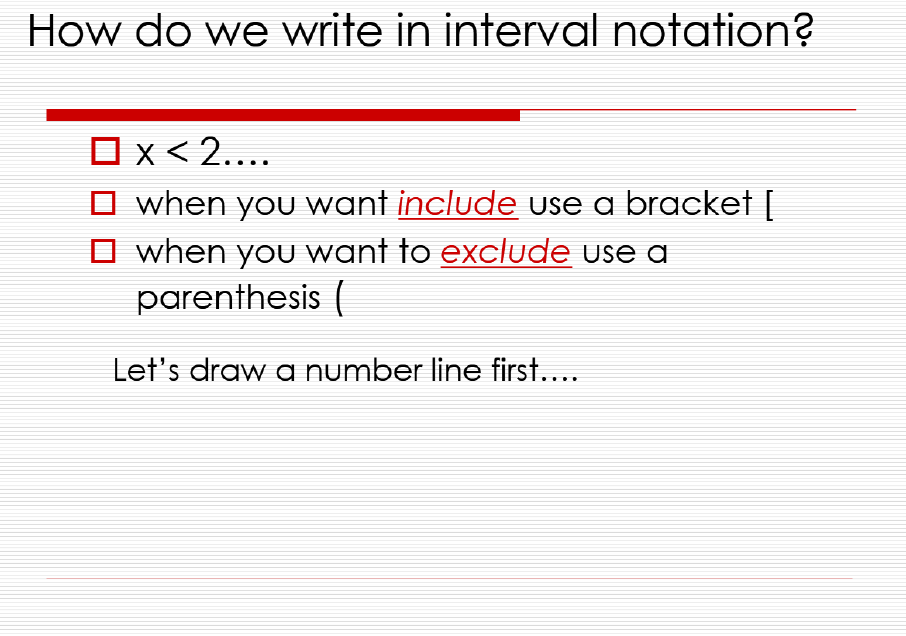 How do we write in interval notation?
x < 2....
when you want include use a bracket [
when you want to exclude use a
parenthesis (
Let's draw a number line first....